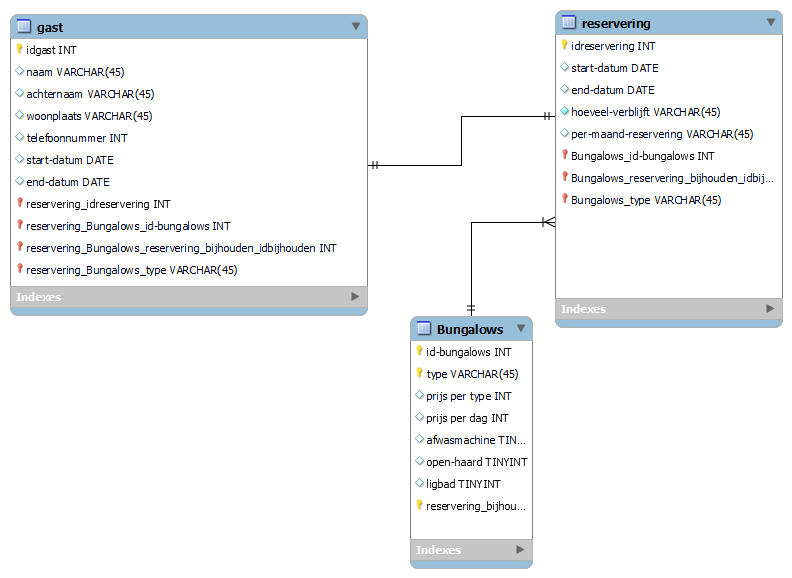 gast
idgast INT
naam VARCHAR(45)
achternaam VARCHAR(45)
woonplaats VARCHAR(45)
telefoonnummer INT
start-datum DATE
end-datum DATE
reservering_idreservering INT
reservering_Bungalows_id-bungalows INT
reservering_Bungalows_reservering_bijhouden_idbijhouden INT
reservering_Bungalows_type VARCHAR(45)
Indexes
reservering
idreservering INT
start-datum DATE
end-datum DATE
hoeveel-verblijft VARCHAR(45)
per-maand-reservering VARCHAR(45)
Bungalows_id-bungalows INT
Bungalows_reservering_bijhouden_idbij...
Bungalows_type VARCHAR(45)
Indexes
Bungalows
id-bungalows INT
type VARCHAR(45)
prijs per type INT
prijs per dag INT
afwasmachine TIN...
open-haard TINYINT
ligbad TINYINT
reservering_bijhou...
Indexes